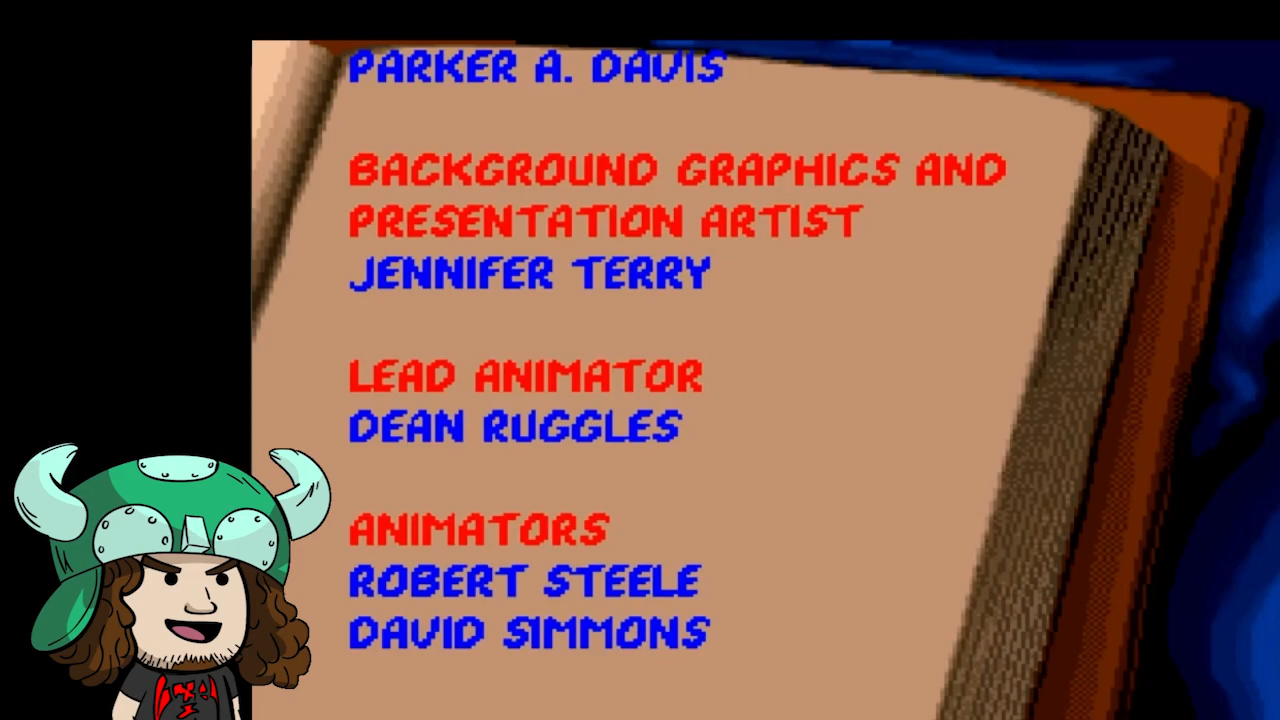 PARKER A. DAVIS
BACKGROUND GRAPHICS AND
PRESENTATION ARTIST
JENNIFER TERRY
LEAD ANIMATOR
DEAN RUGGLES
ANIMATORS
ROBERT STEELE
DAVID SIMMONS